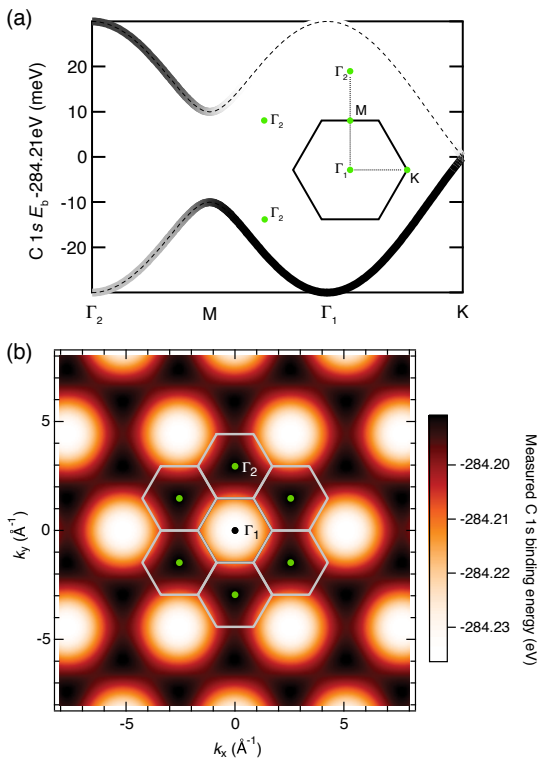 (a)
C 1s E_b -284.21eV (meV)
20
10
0
-10
-20
Γ₂
M
Γ₁
K
Γ₂
Γ₂
Γ₂
M
Γ₁
K
(b)
k_y (Å⁻¹)
5
0
-5
Γ₂
Γ₁
-5
0
5
k_x (Å⁻¹)
-284.20
-284.21
-284.22
-284.23
Measured C 1s binding energy (eV)